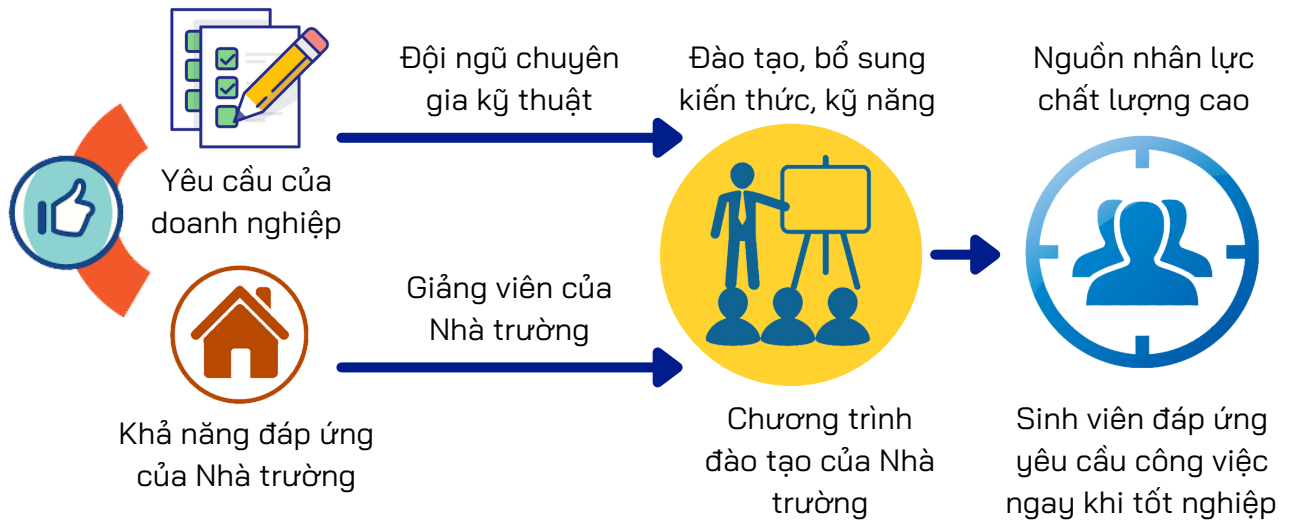 Đội ngũ chuyên
gia kỹ thuật
Đào tạo, bổ sung
kiến thức, kỹ năng
Nguồn nhân lực
chất lượng cao
Yêu cầu của
doanh nghiệp
Giảng viên của
Nhà trường
Khả năng đáp ứng
của Nhà trường
Chương trình
đào tạo của Nhà
trường
Sinh viên đáp ứng
yêu cầu công việc
ngay khi tốt nghiệp